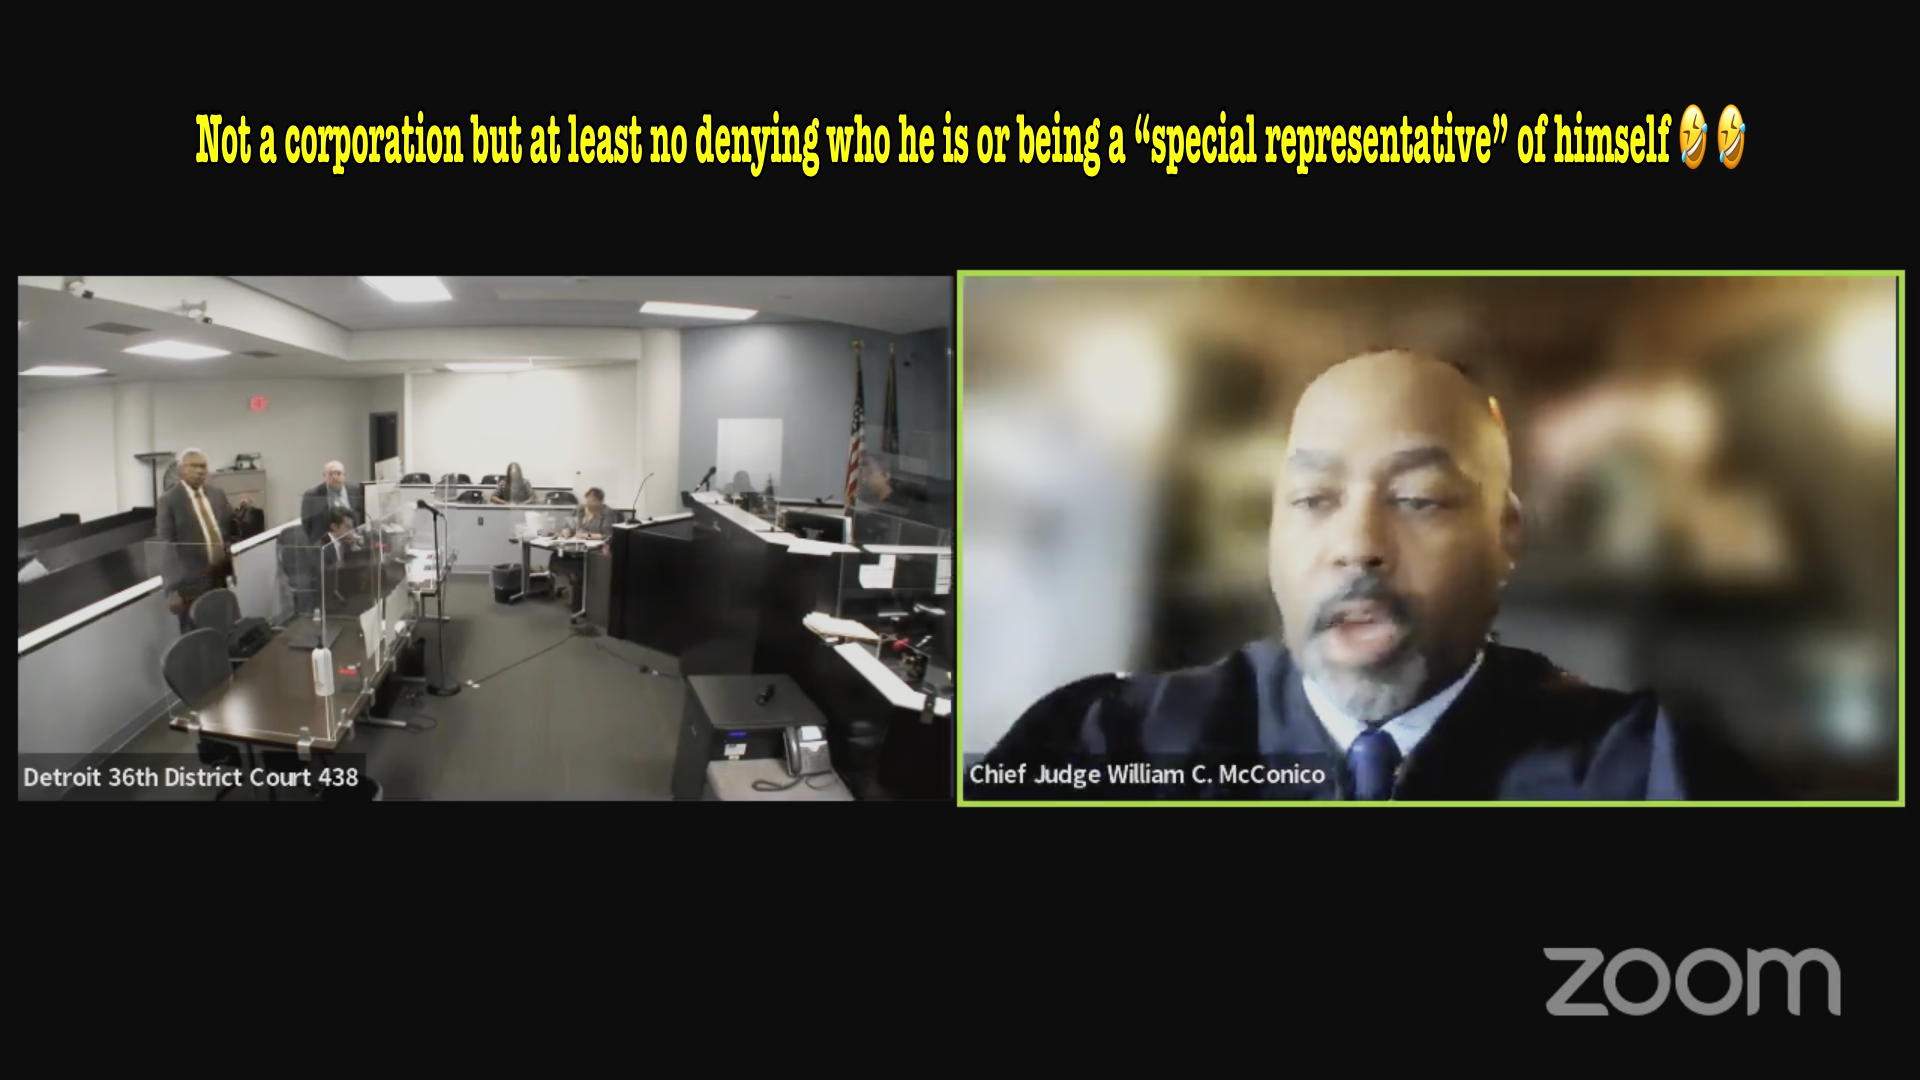 Not a corporation but at least no denying who he is or being a “special representative” of himself🤣🤣
Detroit 36th District Court 438
Chief Judge William C. McConico
zoom